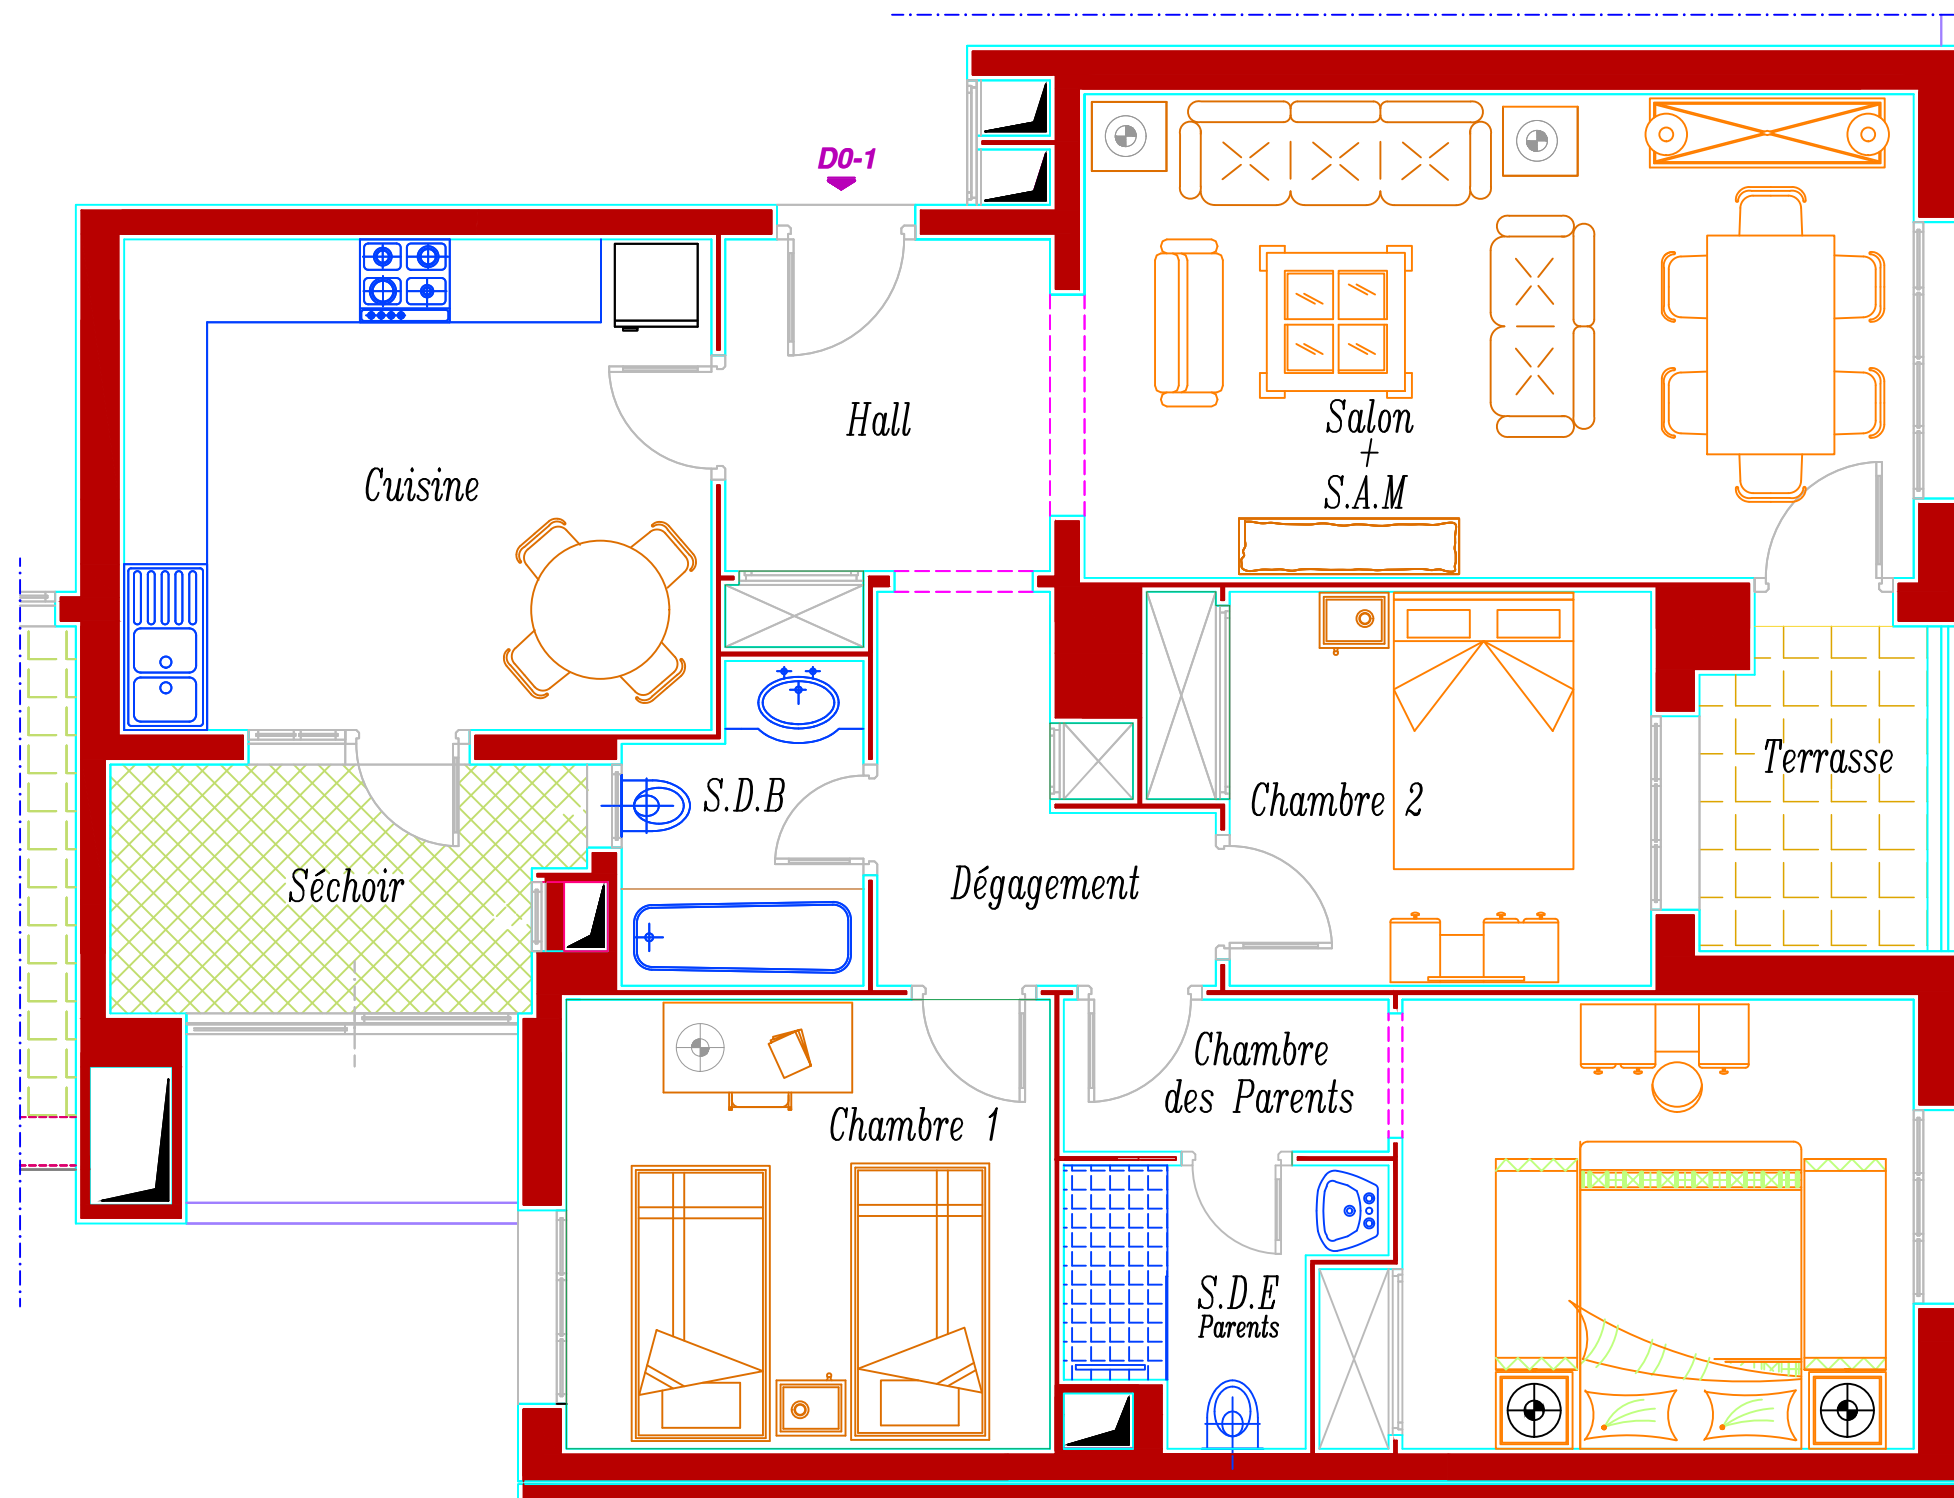 D0-1
Hall
Salon
+
S.A.M
Cuisine
Terrasse
S.D.B
Chambre 2
Séchoir
Dégagement
Chambre
des Parents
Chambre 1
S.D.E
Parents